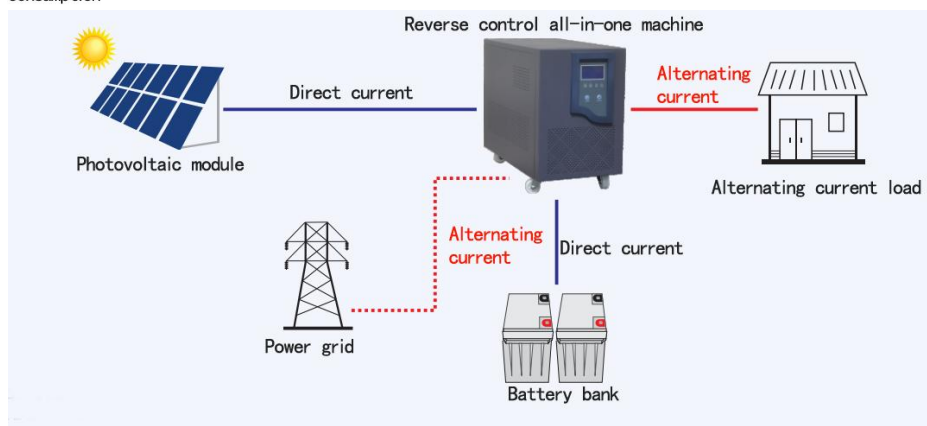 Reverse control all-in-one machine
Direct current
Alternating
current
Photovoltaic module
Alternating current load
Alternating
current
Direct current
Power grid
Battery bank